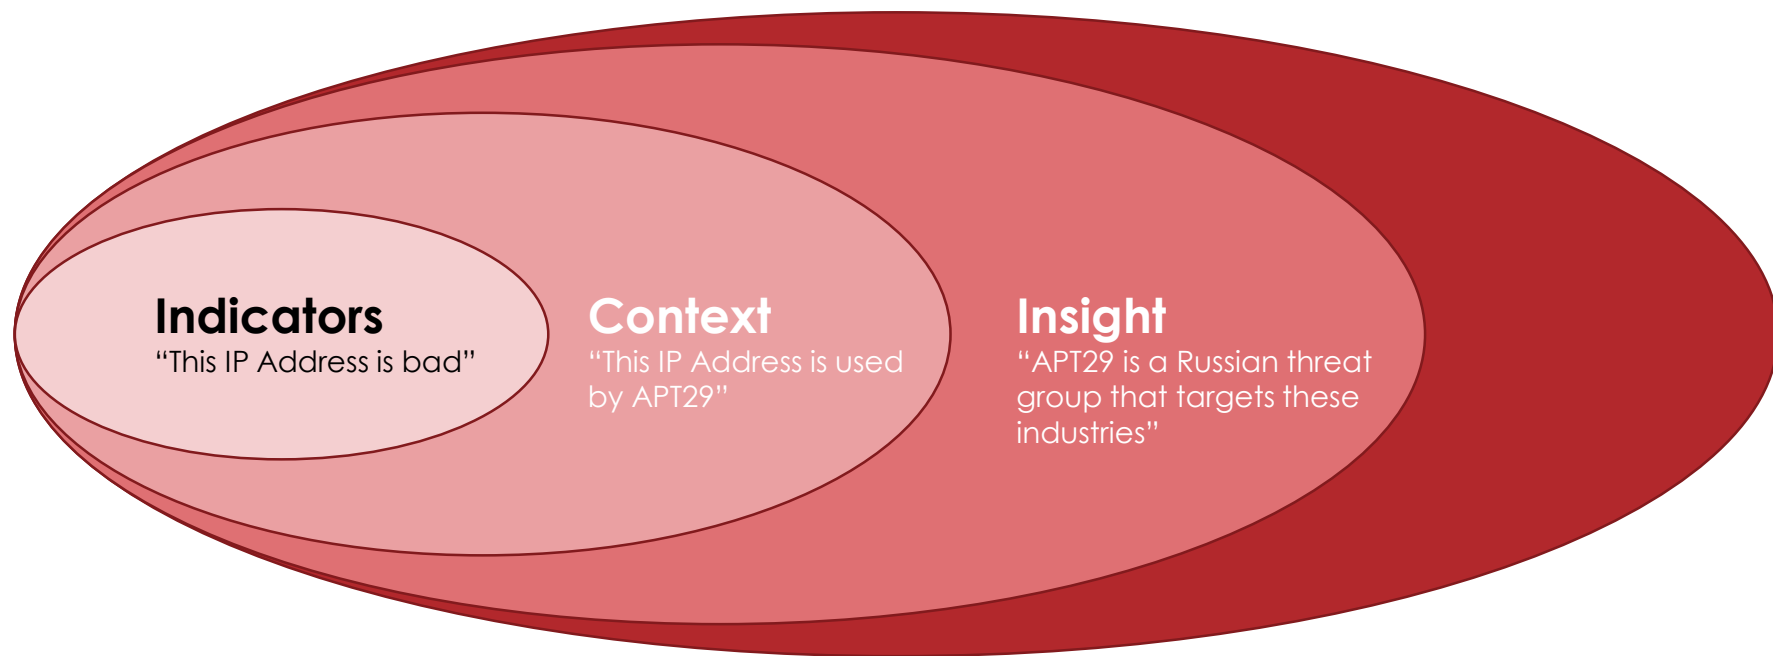 Indicators
“This IP Address is bad”
Context
“This IP Address is used
by APT29”
Insight
“APT29 is a Russian threat
group that targets these
industries”